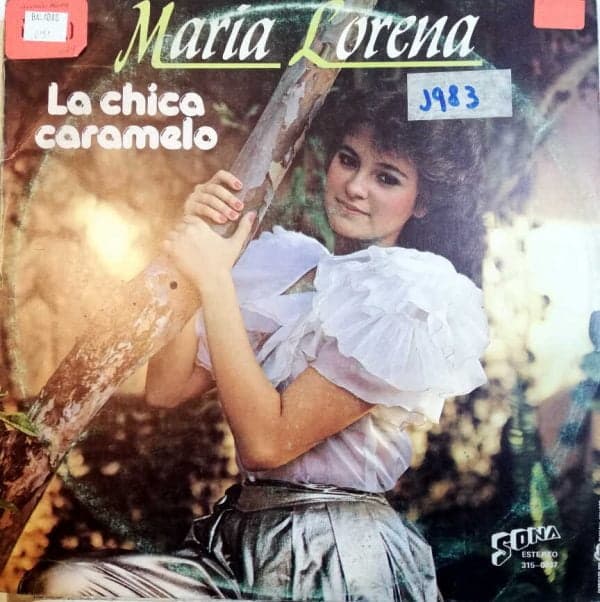 María Lorena
La chica
caramelo
1983
SONA
ESTEREO